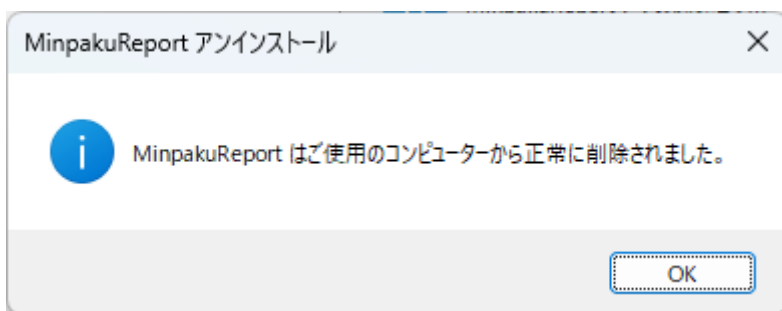 MinpakuReport アンインストール
MinpakuReport はご使用のコンピューターから正常に削除されました。
OK